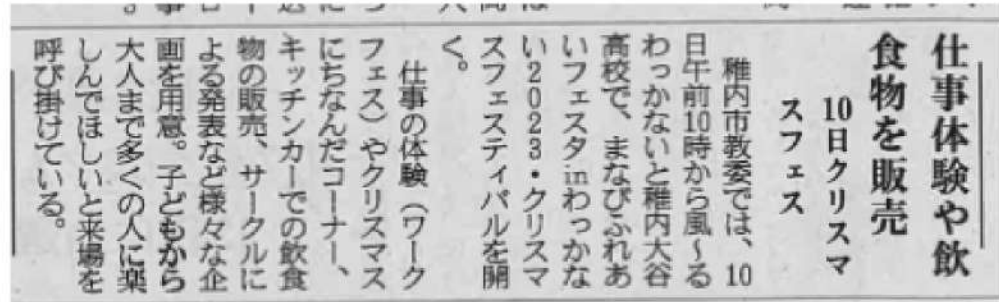 仕事体験や飲
食物を販売
10日クリスマ
スフェス
稚内市教委では、10
日午前10時から風~る
わっかないと稚内大谷
高校で、まなびふれあ
いフェスタinわっかな
い2023・クリスマ
スフェスティバルを開
く。
仕事の体験(ワーク
フェス)やクリスマス
にちなんだコーナー、
キッチンカーでの飲食
物の販売、サークルに
よる発表など様々な企
画を用意。子どもから
大人まで多くの人に楽
しんでほしいと来場を
呼び掛けている。